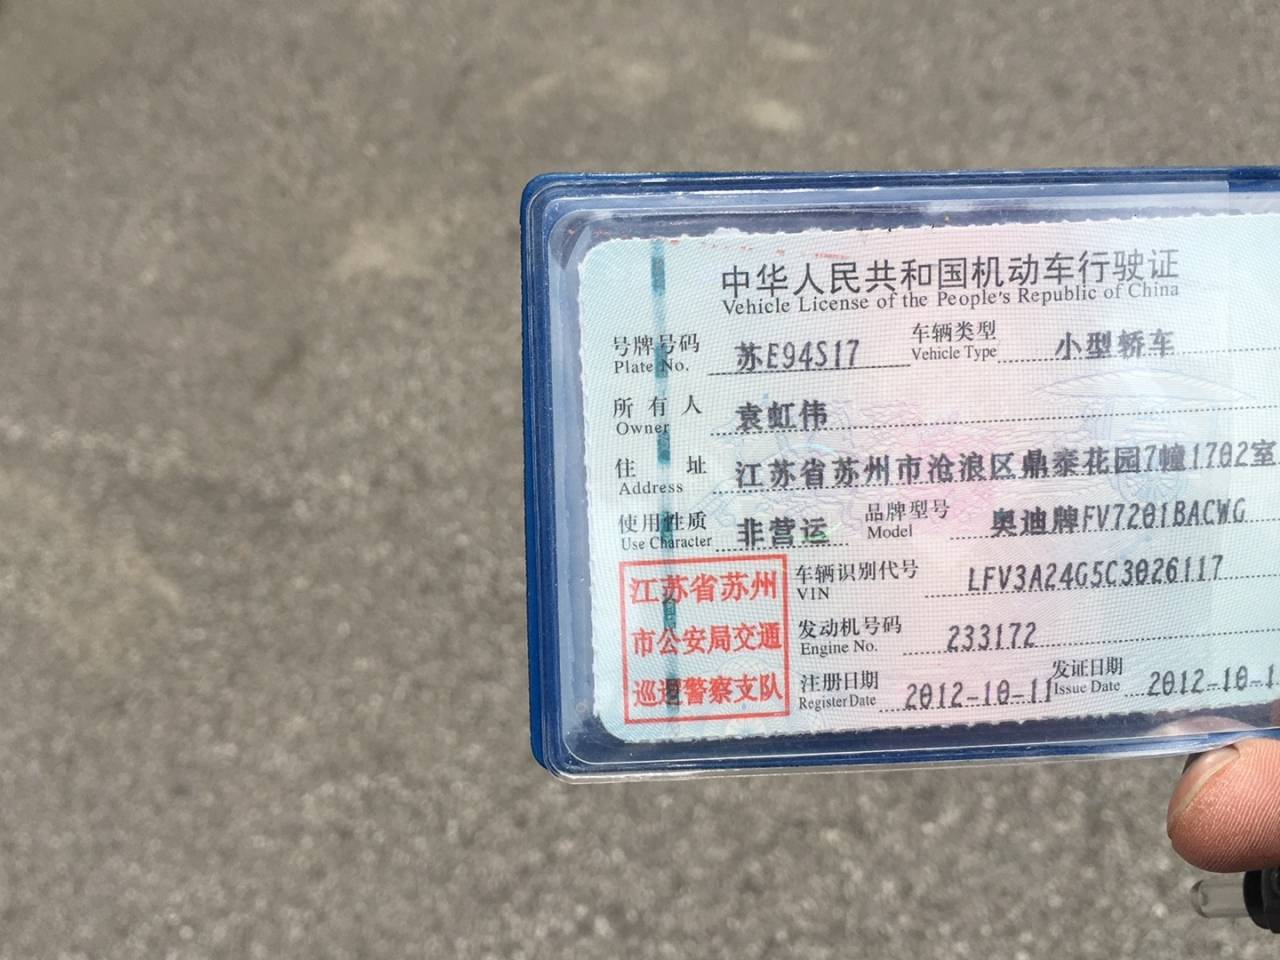 中华人民共和国机动车行驶证
Vehicle License of the People's Republic of China
号牌号码 苏E94S17 车辆类型 小型轿车
Plate No. Vehicle Type
所有人 袁虹伟
Owner
住址 江苏省苏州市沧浪区鼎泰花园7幢1702室
Address
使用性质 非营运 品牌型号 奥迪牌FV7201BACWG
Use Character Model
江苏省苏州
市公安局交通
巡逻警察支队
车辆识别代号 LFV3A24G5C3026117
VIN
发动机号码 233172
Engine No.
注册日期 2012-10-11 发证日期 2012-10-1
Register Date Issue Date